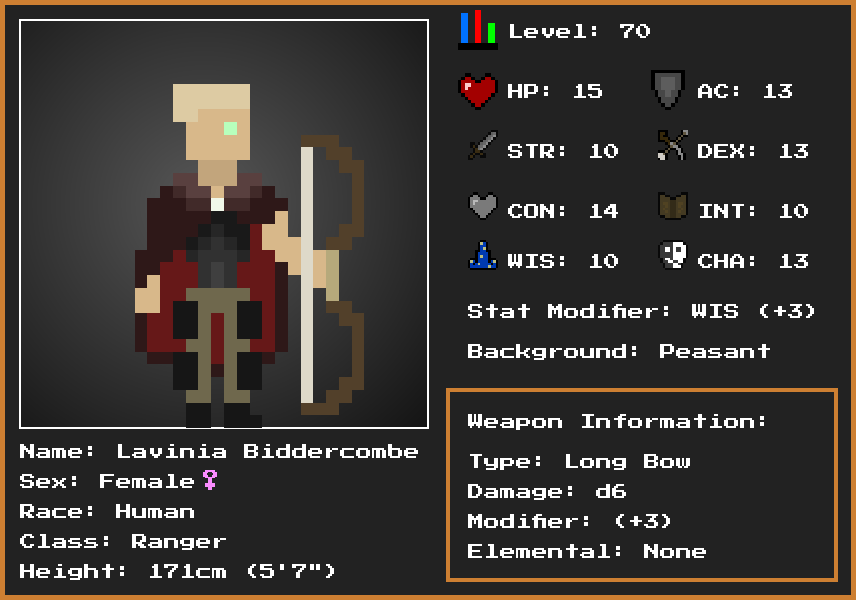 Level: 70
HP: 15 AC: 13
STR: 10 DEX: 13
CON: 14 INT: 10
WIS: 10 CHA: 13
Stat Modifier: WIS (+3)
Background: Peasant
Weapon Information:
Type: Long Bow
Damage: d6
Modifier: (+3)
Elemental: None
Name: Lavinia Biddercombe
Sex: Female♀
Race: Human
Class: Ranger
Height: 171cm (5'7")